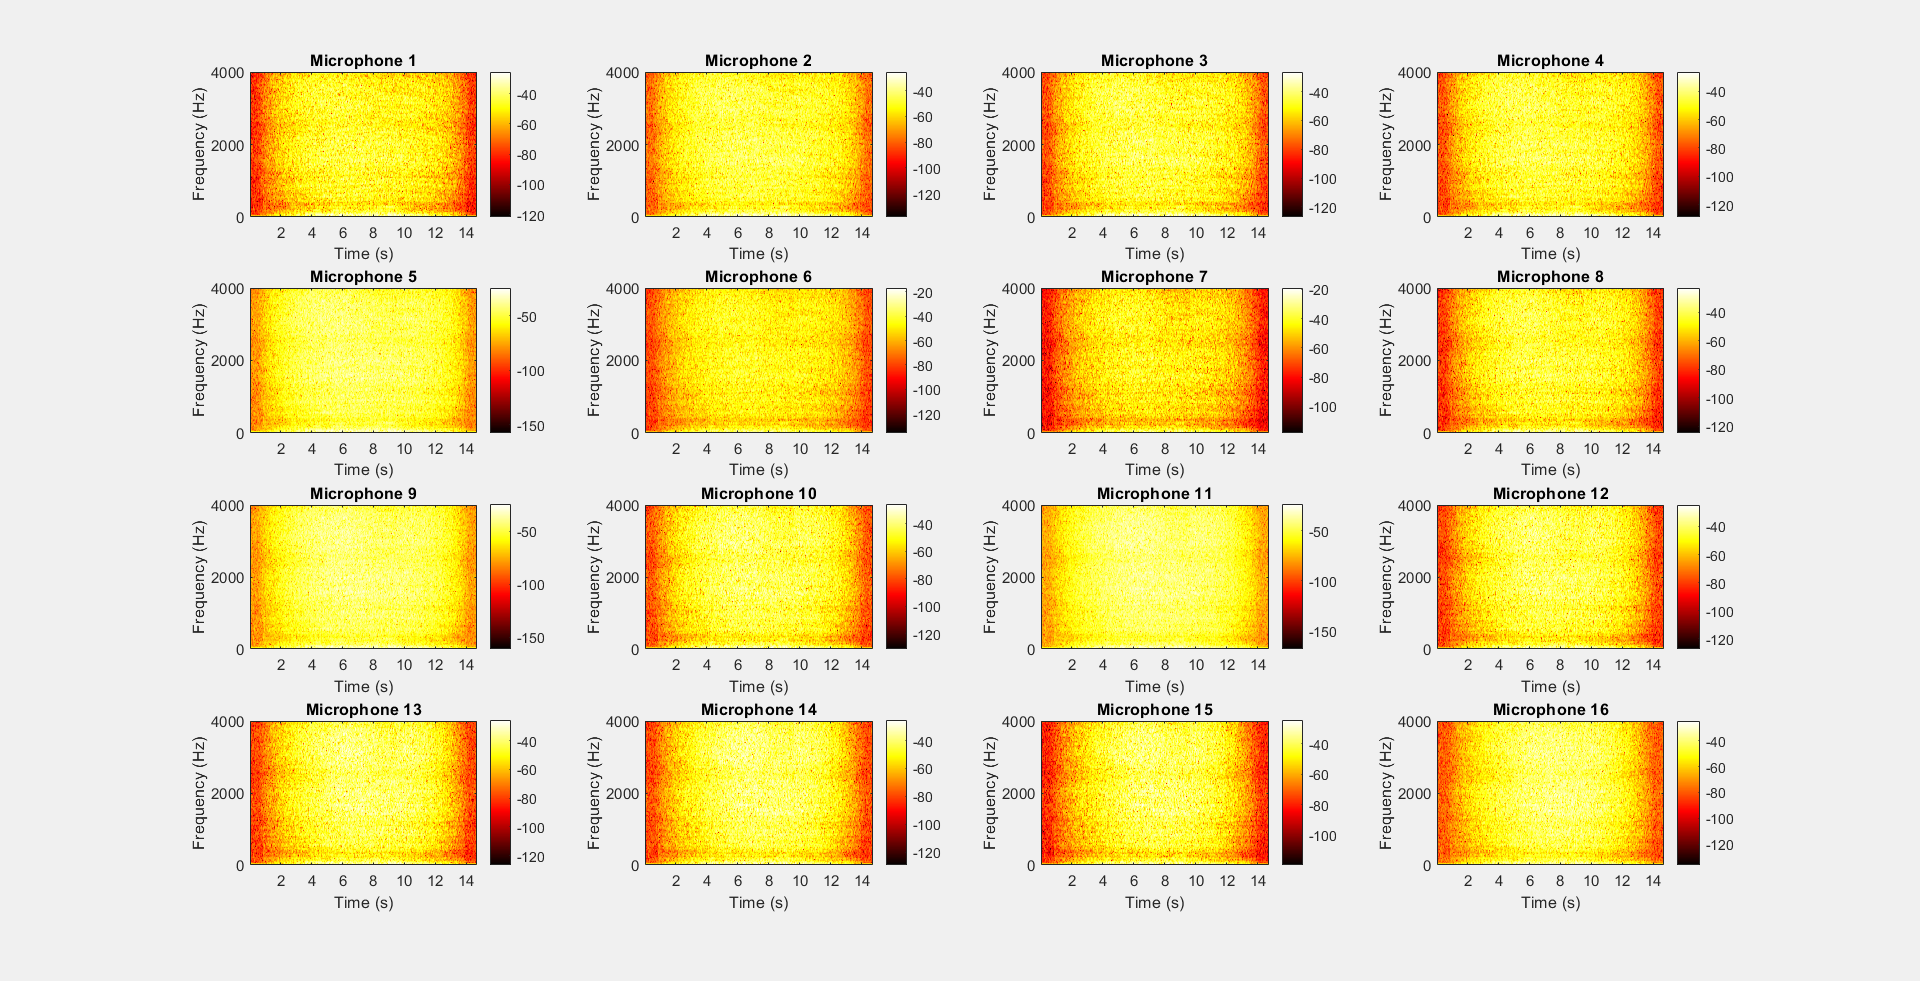 Microphone 1
4000
2000
0
Frequency (Hz)
2 4 6 8 10 12 14
Time (s)
-40
-60
-80
-100
-120
Microphone 2
4000
2000
0
Frequency (Hz)
2 4 6 8 10 12 14
Time (s)
-40
-60
-80
-100
-120
Microphone 3
4000
2000
0
Frequency (Hz)
2 4 6 8 10 12 14
Time (s)
-40
-60
-80
-100
-120
Microphone 4
4000
2000
0
Frequency (Hz)
2 4 6 8 10 12 14
Time (s)
-40
-60
-80
-100
-120
Microphone 5
4000
2000
0
Frequency (Hz)
2 4 6 8 10 12 14
Time (s)
-50
-100
-150
Microphone 6
4000
2000
0
Frequency (Hz)
2 4 6 8 10 12 14
Time (s)
-20
-40
-60
-80
-100
-120
Microphone 7
4000
2000
0
Frequency (Hz)
2 4 6 8 10 12 14
Time (s)
-20
-40
-60
-80
-100
Microphone 8
4000
2000
0
Frequency (Hz)
2 4 6 8 10 12 14
Time (s)
-40
-60
-80
-100
-120
Microphone 9
4000
2000
0
Frequency (Hz)
2 4 6 8 10 12 14
Time (s)
-50
-100
-150
Microphone 10
4000
2000
0
Frequency (Hz)
2 4 6 8 10 12 14
Time (s)
-40
-60
-80
-100
-120
Microphone 11
4000
2000
0
Frequency (Hz)
2 4 6 8 10 12 14
Time (s)
-50
-100
-150
Microphone 12
4000
2000
0
Frequency (Hz)
2 4 6 8 10 12 14
Time (s)
-40
-60
-80
-100
-120
Microphone 13
4000
2000
0
Frequency (Hz)
2 4 6 8 10 12 14
Time (s)
-40
-60
-80
-100
-120
Microphone 14
4000
2000
0
Frequency (Hz)
2 4 6 8 10 12 14
Time (s)
-40
-60
-80
-100
-120
Microphone 15
4000
2000
0
Frequency (Hz)
2 4 6 8 10 12 14
Time (s)
-40
-60
-80
-100
Microphone 16
4000
2000
0
Frequency (Hz)
2 4 6 8 10 12 14
Time (s)
-40
-60
-80
-100
-120